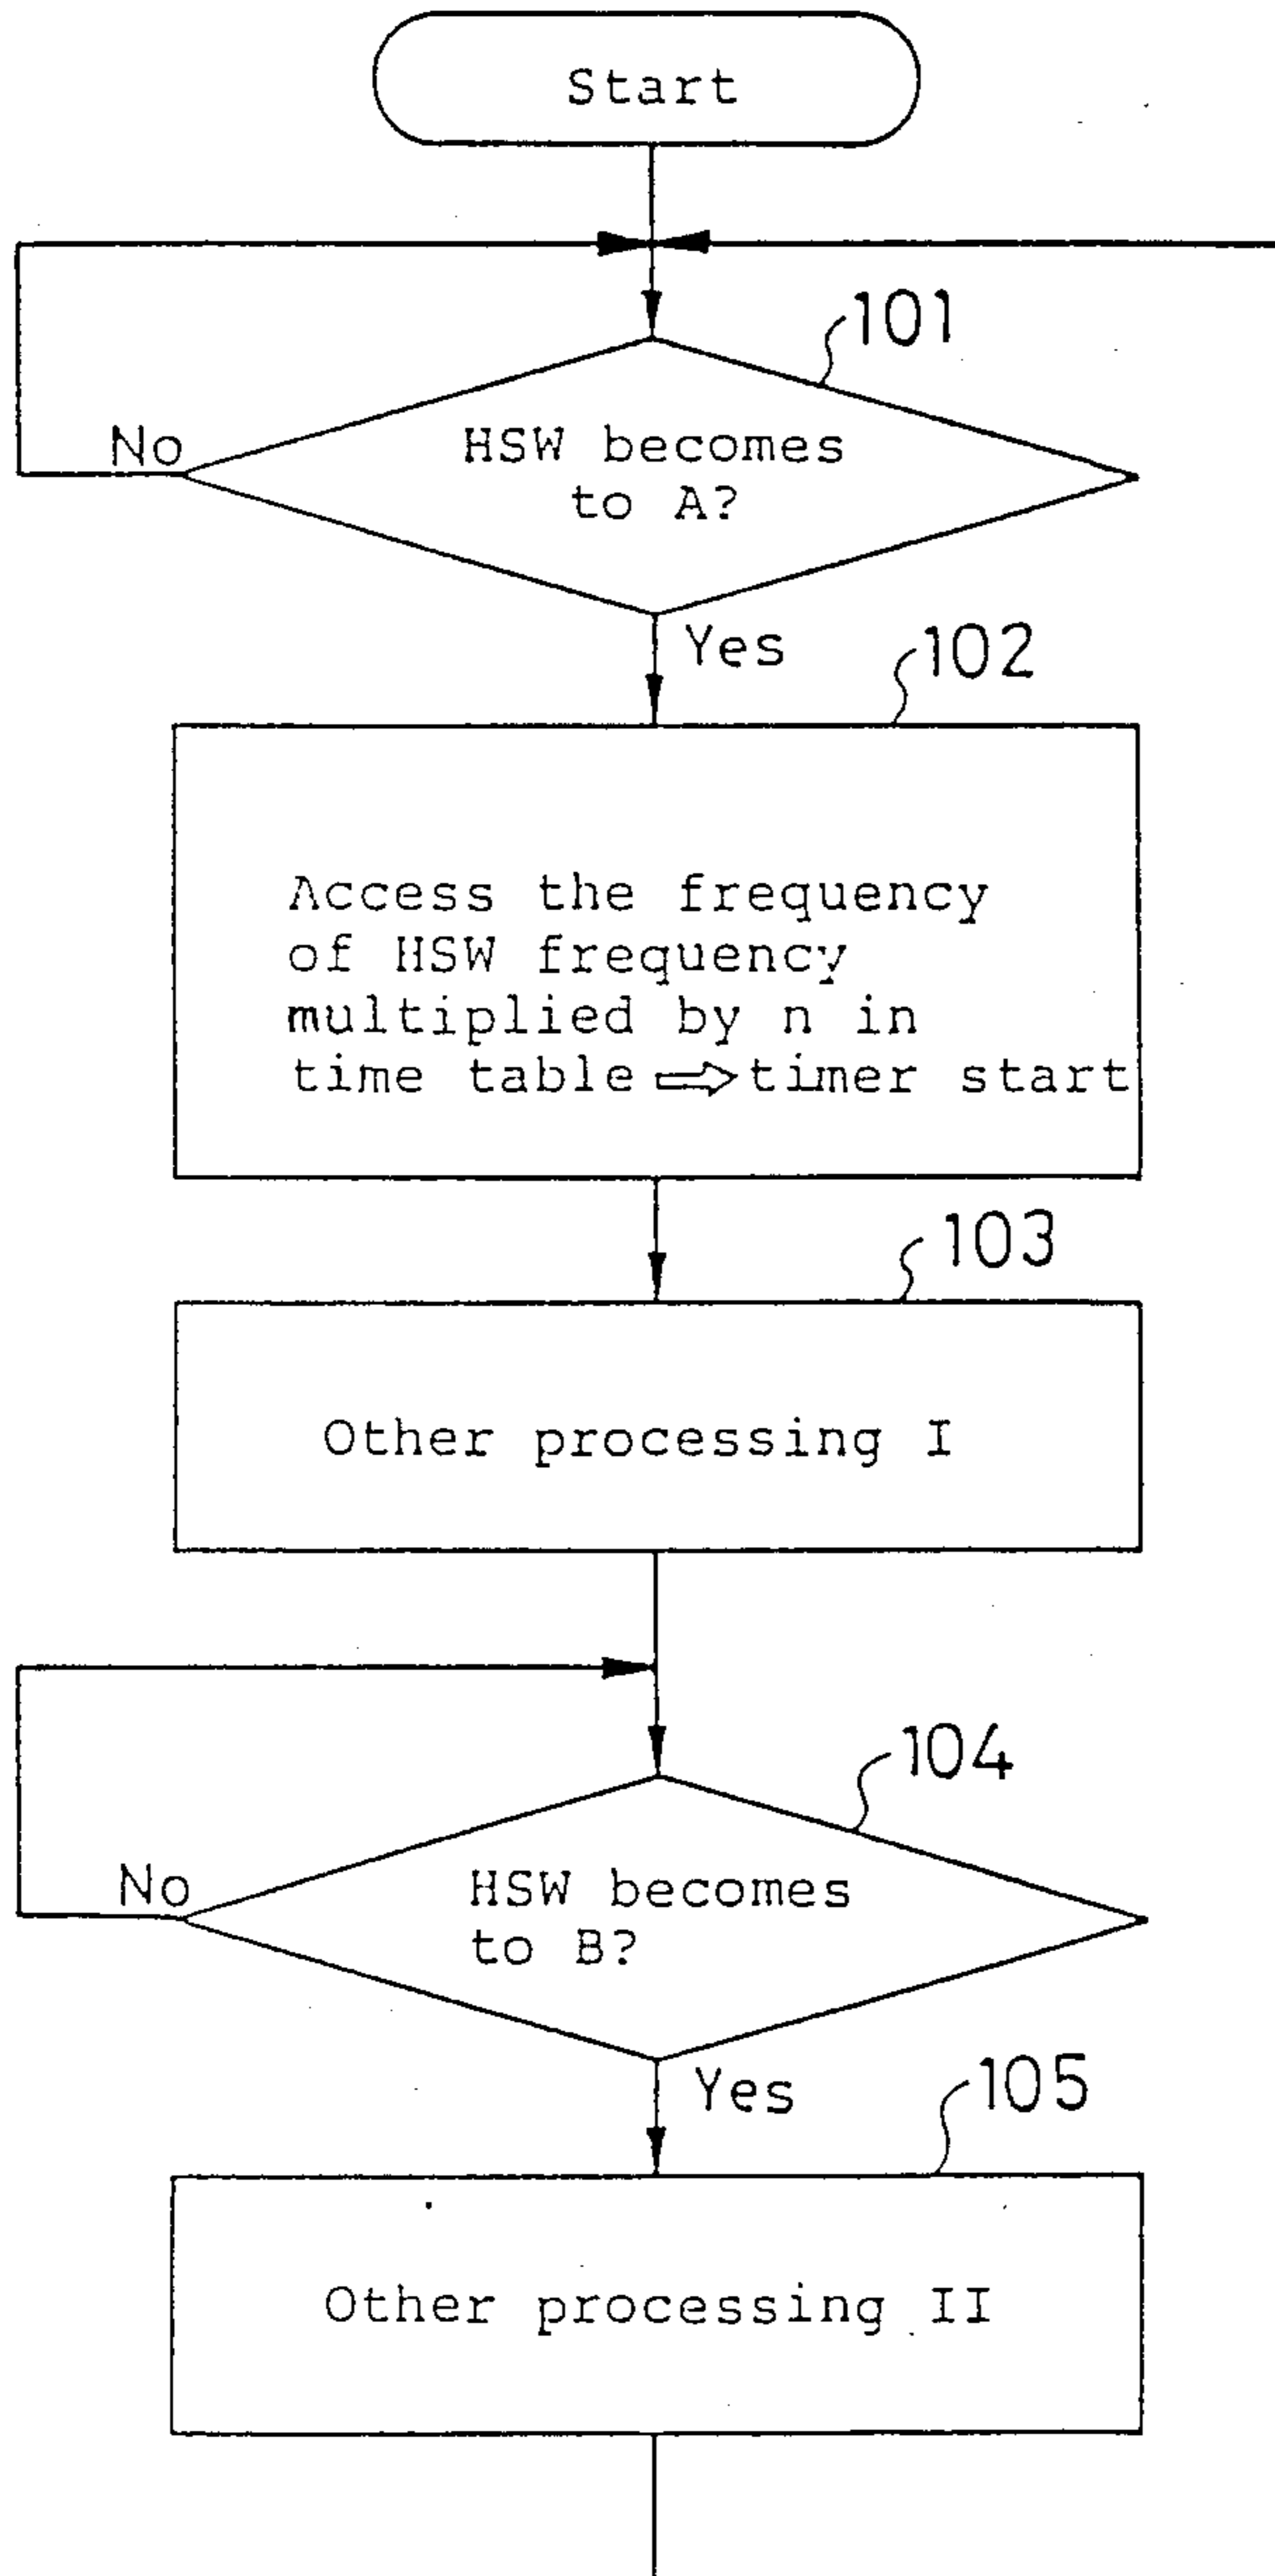 Start
101
No
HSW becomes
to A?
Yes
102
Access the frequency
of HSW frequency
multiplied by n in
time table ⇨ timer start
103
Other processing I
104
No
HSW becomes
to B?
Yes
105
Other processing II